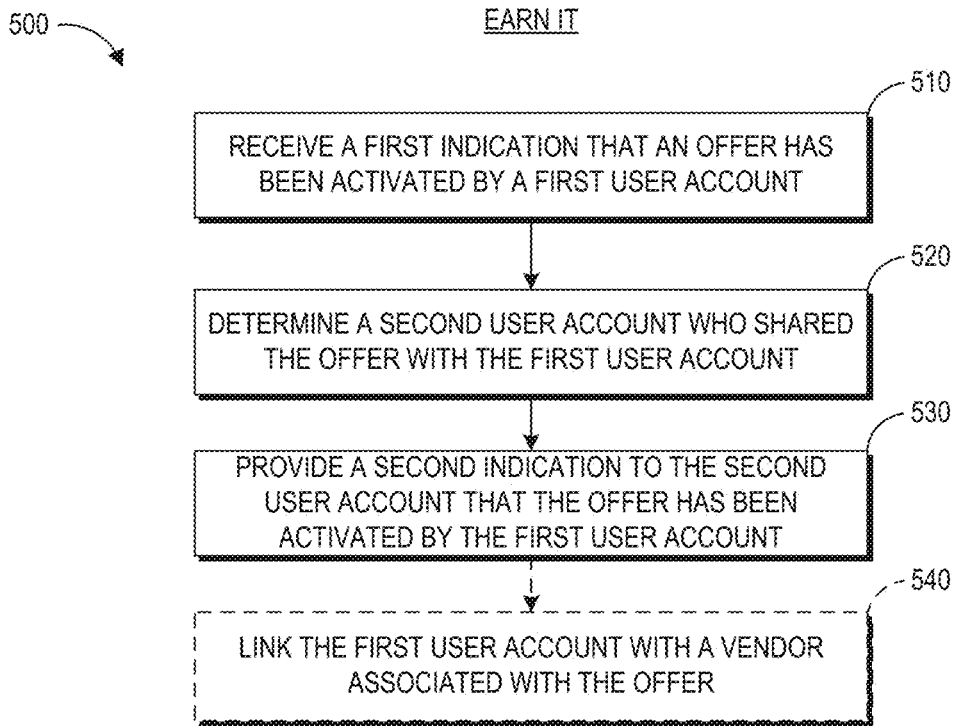 500
EARN IT
510
RECEIVE A FIRST INDICATION THAT AN OFFER HAS
BEEN ACTIVATED BY A FIRST USER ACCOUNT
520
DETERMINE A SECOND USER ACCOUNT WHO SHARED
THE OFFER WITH THE FIRST USER ACCOUNT
530
PROVIDE A SECOND INDICATION TO THE SECOND
USER ACCOUNT THAT THE OFFER HAS BEEN
ACTIVATED BY THE FIRST USER ACCOUNT
540
LINK THE FIRST USER ACCOUNT WITH A VENDOR
ASSOCIATED WITH THE OFFER